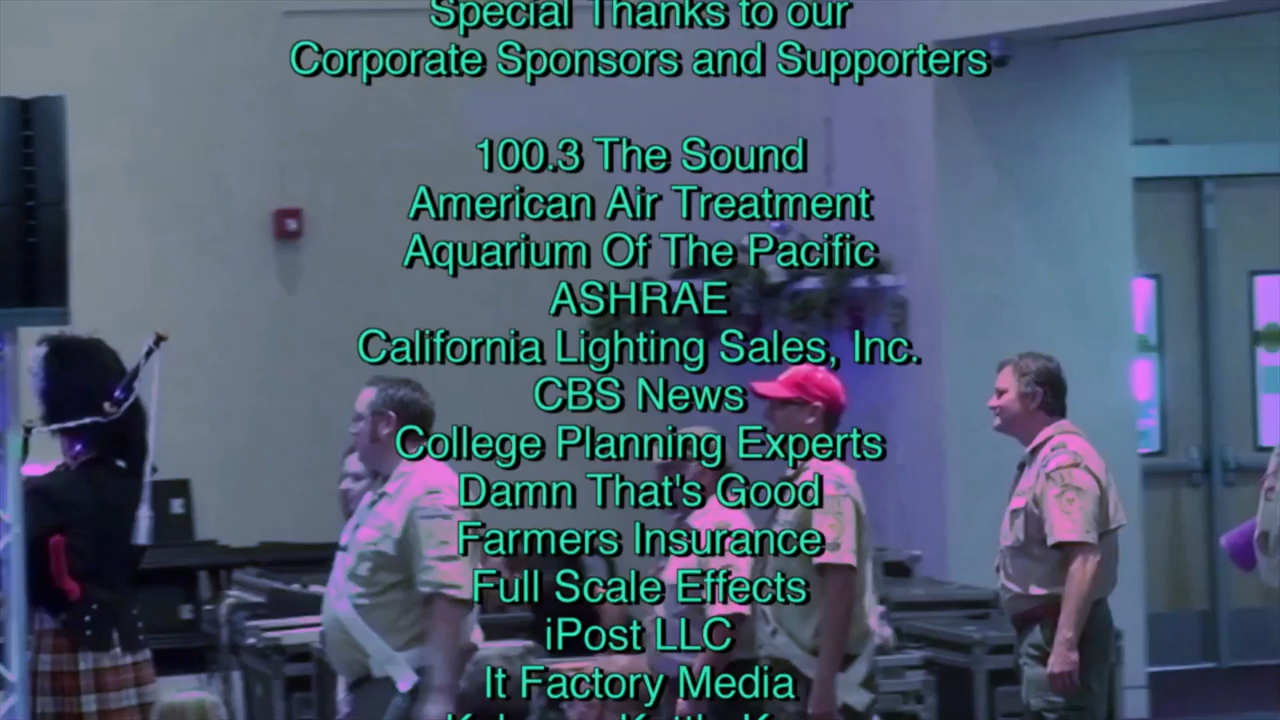 Special Thanks to our
Corporate Sponsors and Supporters
100.3 The Sound
American Air Treatment
Aquarium Of The Pacific
ASHRAE
California Lighting Sales, Inc.
CBS News
College Planning Experts
Damn That's Good
Farmers Insurance
Full Scale Effects
iPost LLC
It Factory Media